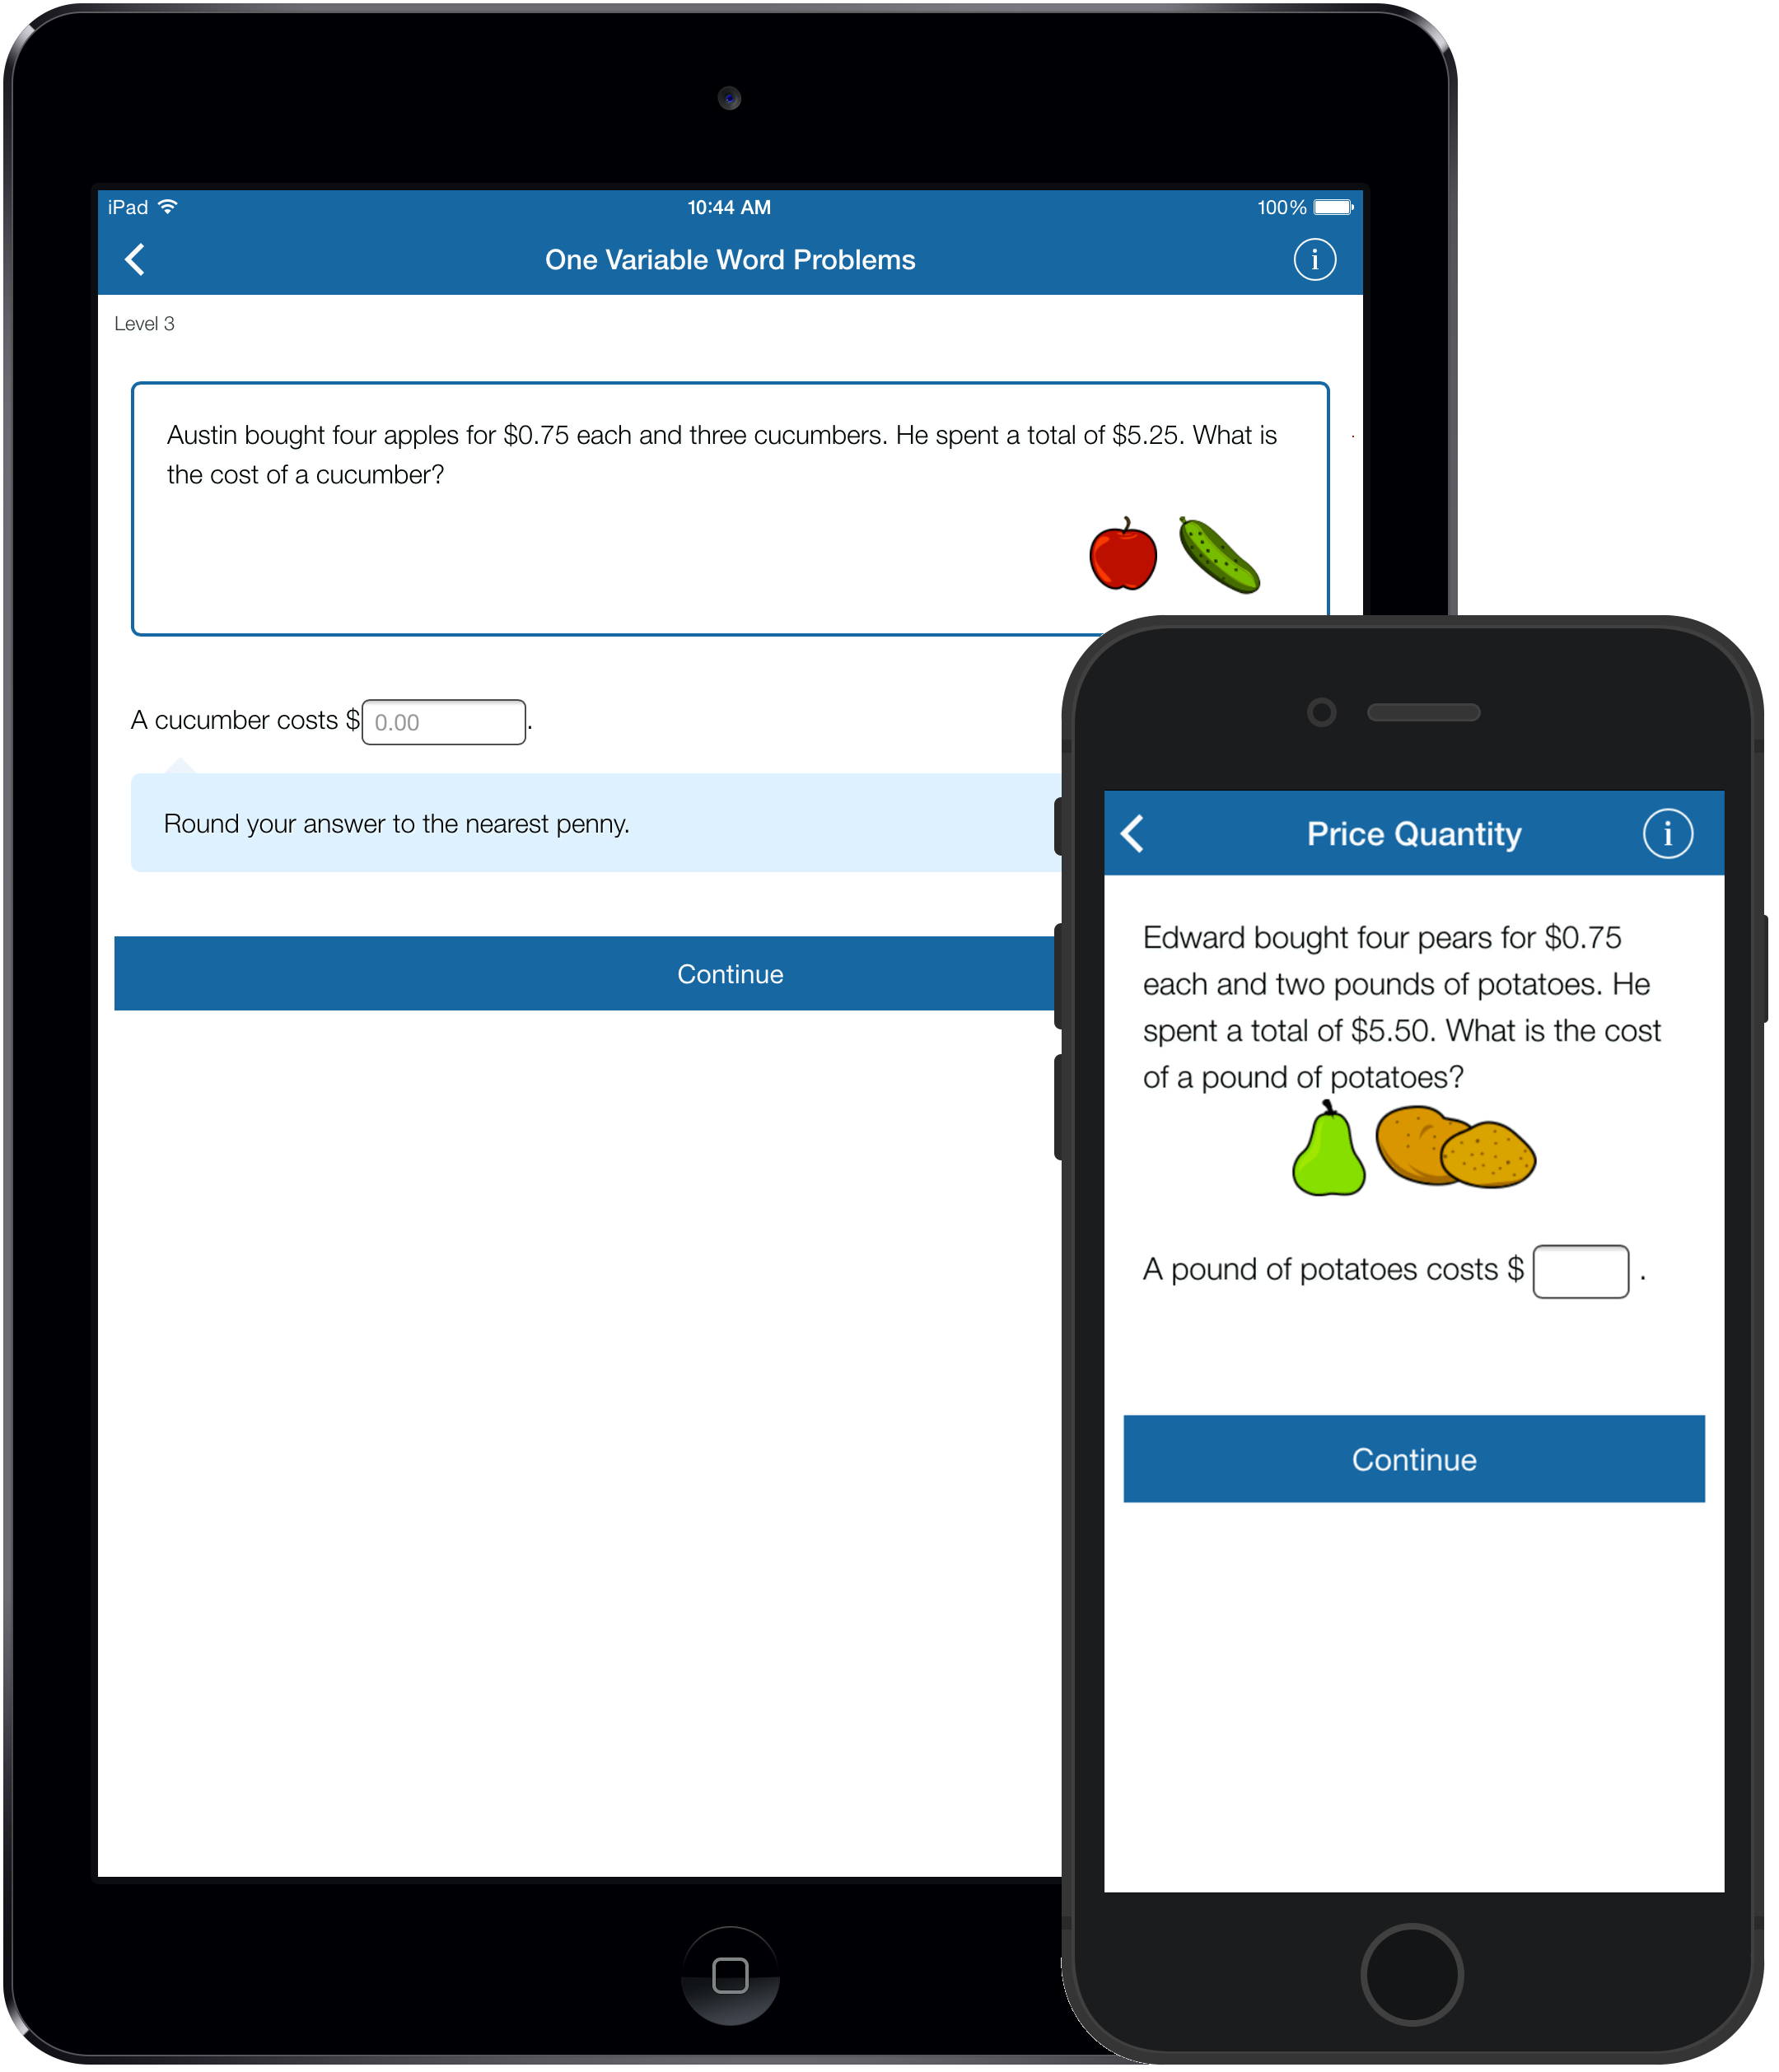 iPad 10:44 AM 100%
One Variable Word Problems i
Level 3
Austin bought four apples for $0.75 each and three cucumbers. He spent a total of $5.25. What is
the cost of a cucumber?
A cucumber costs $ 0.00 .
Round your answer to the nearest penny.
Continue
Price Quantity i
Edward bought four pears for $0.75
each and two pounds of potatoes. He
spent a total of $5.50. What is the cost
of a pound of potatoes?
A pound of potatoes costs $ .
Continue